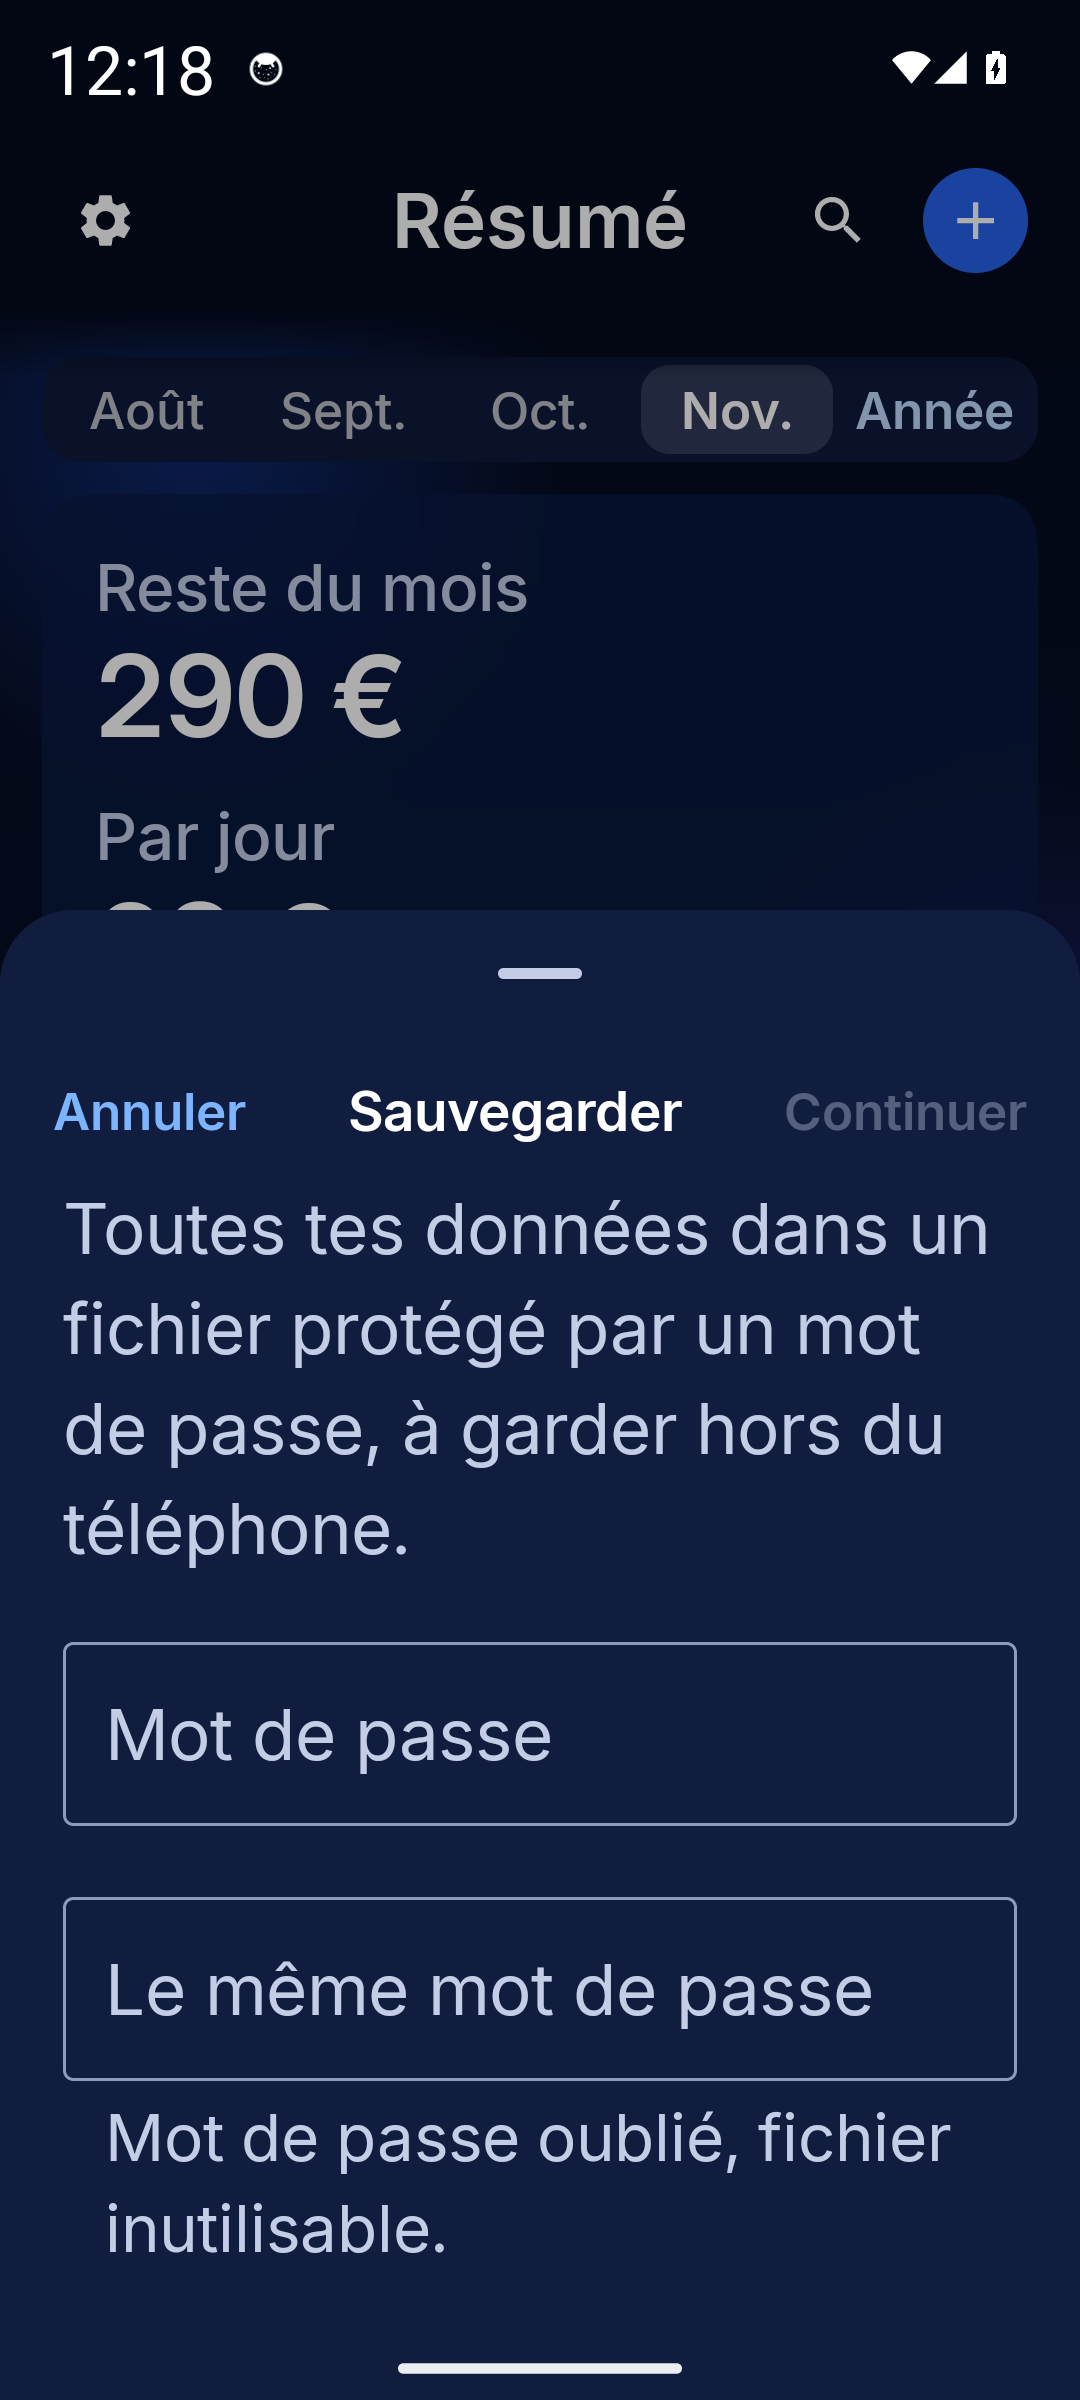 12:18
Résumé
Août Sept. Oct. Nov. Année
Reste du mois
290 €
Par jour
Annuler Sauvegarder Continuer
Toutes tes données dans un
fichier protégé par un mot
de passe, à garder hors du
téléphone.
Mot de passe
Le même mot de passe
Mot de passe oublié, fichier
inutilisable.